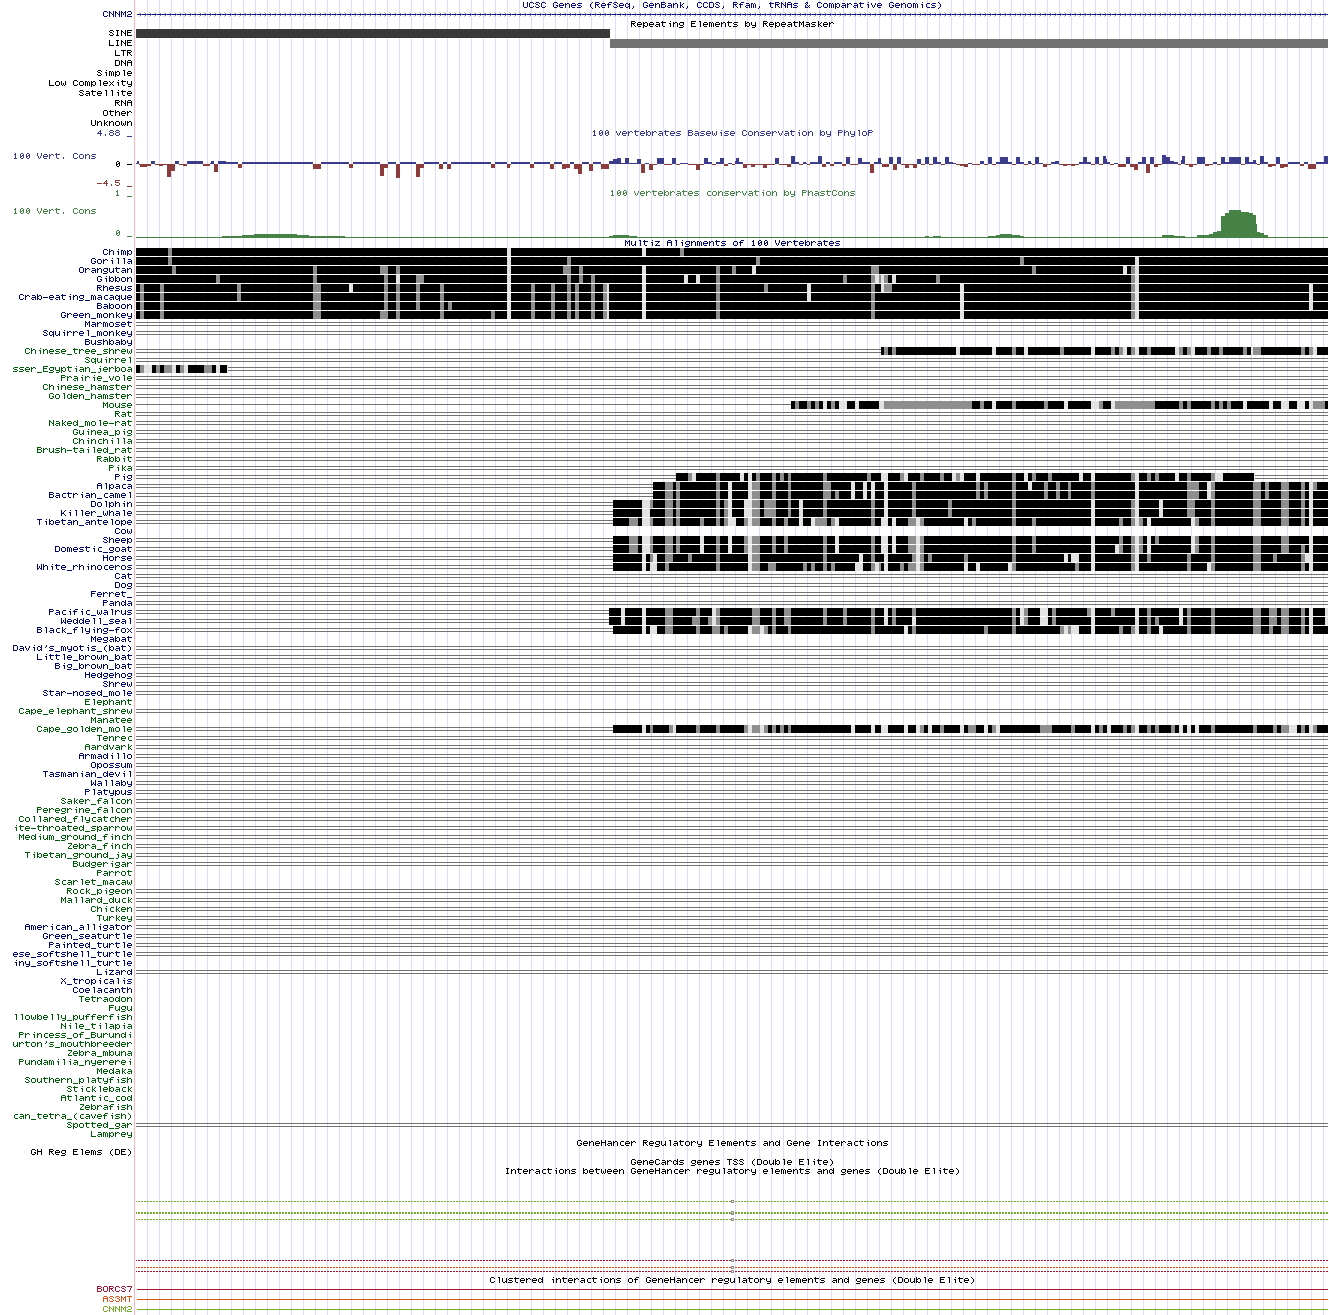 UCSC Genes (RefSeq, GenBank, CCDS, Rfam, tRNAs & Comparative Genomics)
CNNM2
Repeating Elements by RepeatMasker
SINE
LINE
LTR
DNA
Simple
Low Complexity
Satellite
RNA
Other
Unknown
4.88 _
100 vertebrates Basewise Conservation by PhyloP
100 Vert. Cons
0 _
-4.5 _
1 _
100 vertebrates conservation by PhastCons
100 Vert. Cons
0 _
Multiz Alignments of 100 Vertebrates
Chimp
Gorilla
Orangutan
Gibbon
Rhesus
Crab-eating_macaque
Baboon
Green_monkey
Marmoset
Squirrel_monkey
Bushbaby
Chinese_tree_shrew
Squirrel
sser_Egyptian_jerboa
Prairie_vole
Chinese_hamster
Golden_hamster
Mouse
Rat
Naked_mole-rat
Guinea_pig
Chinchilla
Brush-tailed_rat
Rabbit
Pika
Pig
Alpaca
Bactrian_camel
Dolphin
Killer_whale
Tibetan_antelope
Cow
Sheep
Domestic_goat
Horse
White_rhinoceros
Cat
Dog
Ferret_
Panda
Pacific_walrus
Weddell_seal
Black_flying-fox
Megabat
David's_myotis_(bat)
Little_brown_bat
Big_brown_bat
Hedgehog
Shrew
Star-nosed_mole
Elephant
Cape_elephant_shrew
Manatee
Cape_golden_mole
Tenrec
Aardvark
Armadillo
Opossum
Tasmanian_devil
Wallaby
Platypus
Saker_falcon
Peregrine_falcon
Collared_flycatcher
ite-throated_sparrow
Medium_ground_finch
Zebra_finch
Tibetan_ground_jay
Budgerigar
Parrot
Scarlet_macaw
Rock_pigeon
Mallard_duck
Chicken
Turkey
American_alligator
Green_seaturtle
Painted_turtle
ese_softshell_turtle
iny_softshell_turtle
Lizard
X_tropicalis
Coelacanth
Tetraodon
Fugu
llowbelly_pufferfish
Nile_tilapia
Princess_of_Burundi
urton's_mouthbreeder
Zebra_mbuna
Pundamilia_nyererei
Medaka
Southern_platyfish
Stickleback
Atlantic_cod
Zebrafish
can_tetra_(cavefish)
Spotted_gar
Lamprey
GeneHancer Regulatory Elements and Gene Interactions
GH Reg Elems (DE)
GeneCards genes TSS (Double Elite)
Interactions between GeneHancer regulatory elements and genes (Double Elite)
Clustered interactions of GeneHancer regulatory elements and genes (Double Elite)
BORCS7
AS3MT
CNNM2